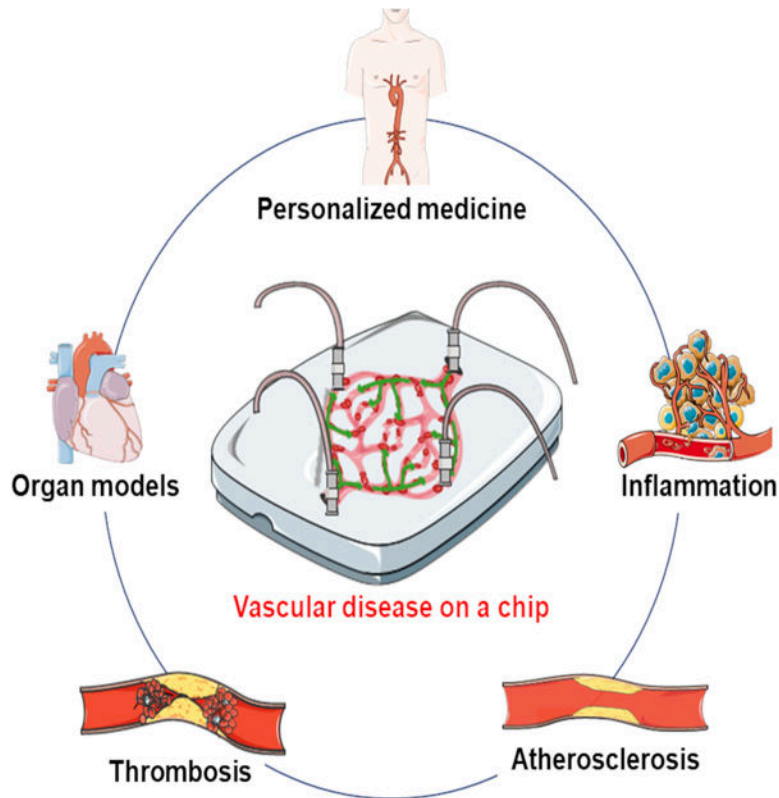 Personalized medicine
Organ models
Inflammation
Vascular disease on a chip
Thrombosis
Atherosclerosis